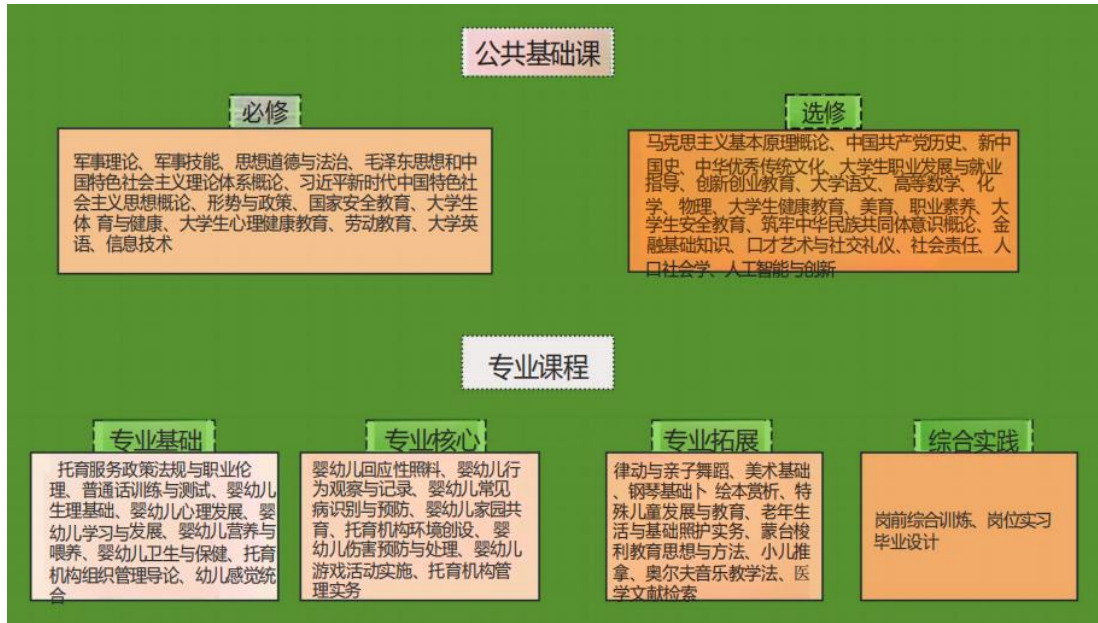 公共基础课
必修
军事理论、军事技能、思想道德与法治、毛泽东思想和中
国特色社会主义理论体系概论、习近平新时代中国特色社
会主义思想概论、形势与政策、国家安全教育、大学生
体 育与健康、大学生心理健康教育、劳动教育、大学英
语、信息技术
选修
马克思主义基本原理概论、中国共产党历史、新中
国史、中华优秀传统文化、大学生职业发展与就业
指导、创新创业教育、大学语文、高等数学、化
学、物理、大学生健康教育、美育、职业素养、大
学生安全教育、筑牢中华民族共同体意识概论、金
融基础知识、口才艺术与社交礼仪、社会责任、人
口社会学、人工智能与创新
专业课程
专业基础
托育服务政策法规与职业伦
理、普通话训练与测试、婴幼儿
生理基础、婴幼儿心理发展、婴
幼儿学习与发展、婴幼儿营养与
喂养、婴幼儿卫生与保健、托育
机构组织管理导论、幼儿感觉统
合
专业核心
婴幼儿回应性照料、婴幼儿行
为观察与记录、婴幼儿常见
病识别与预防、婴幼儿家园共
育、托育机构环境创设、婴
幼儿伤害预防与处理、婴幼儿
游戏活动实施、托育机构管
理实务
专业拓展
律动与亲子舞蹈、美术基础
、钢琴基础卜 绘本赏析、特
殊儿童发展与教育、老年生
活与基础照护实务、蒙台梭
利教育思想与方法、小儿推
拿、奥尔夫音乐教学法、医
学文献检索
综合实践
岗前综合训练、岗位实习
毕业设计